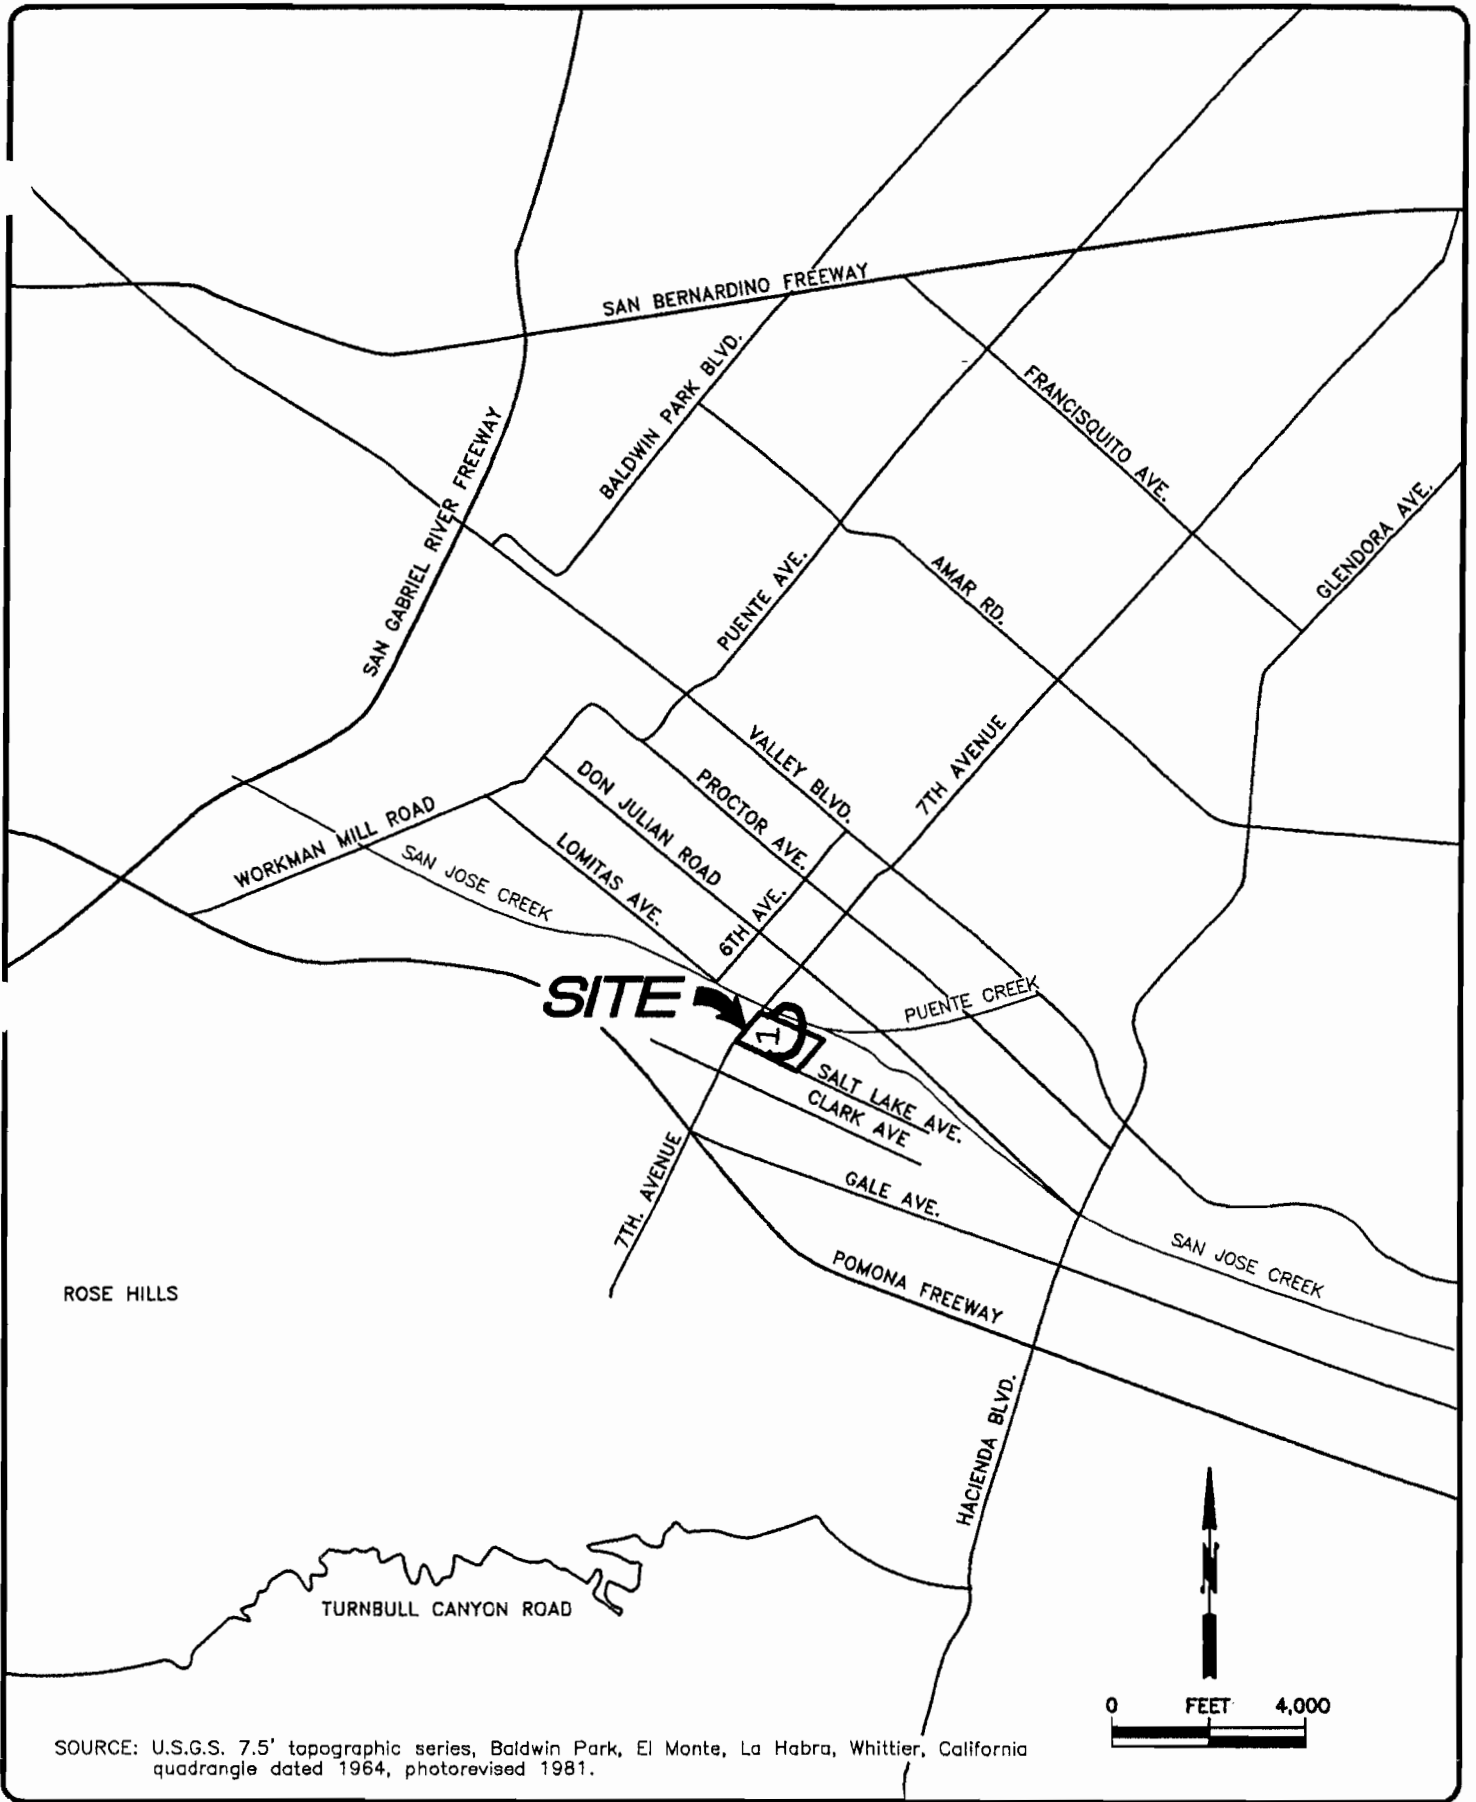 SAN BERNARDINO FREEWAY
BALDWIN PARK BLVD.
FRANCISQUITO AVE.
SAN GABRIEL RIVER FREEWAY
GLENDORA AVE.
PUENTE AVE.
AMAR RD.
7TH AVENUE
VALLEY BLVD.
PROCTOR AVE.
DON JULIAN ROAD
WORKMAN MILL ROAD
LOMITAS AVE.
SAN JOSE CREEK
6TH AVE.
SITE
1
PUENTE CREEK
SALT LAKE AVE.
CLARK AVE
7TH. AVENUE
GALE AVE.
SAN JOSE CREEK
POMONA FREEWAY
ROSE HILLS
HACIENDA BLVD.
N
TURNBULL CANYON ROAD
0 FEET 4,000
SOURCE: U.S.G.S. 7.5' topographic series, Baldwin Park, El Monte, La Habra, Whittier, California
quadrangle dated 1964, photorevised 1981.